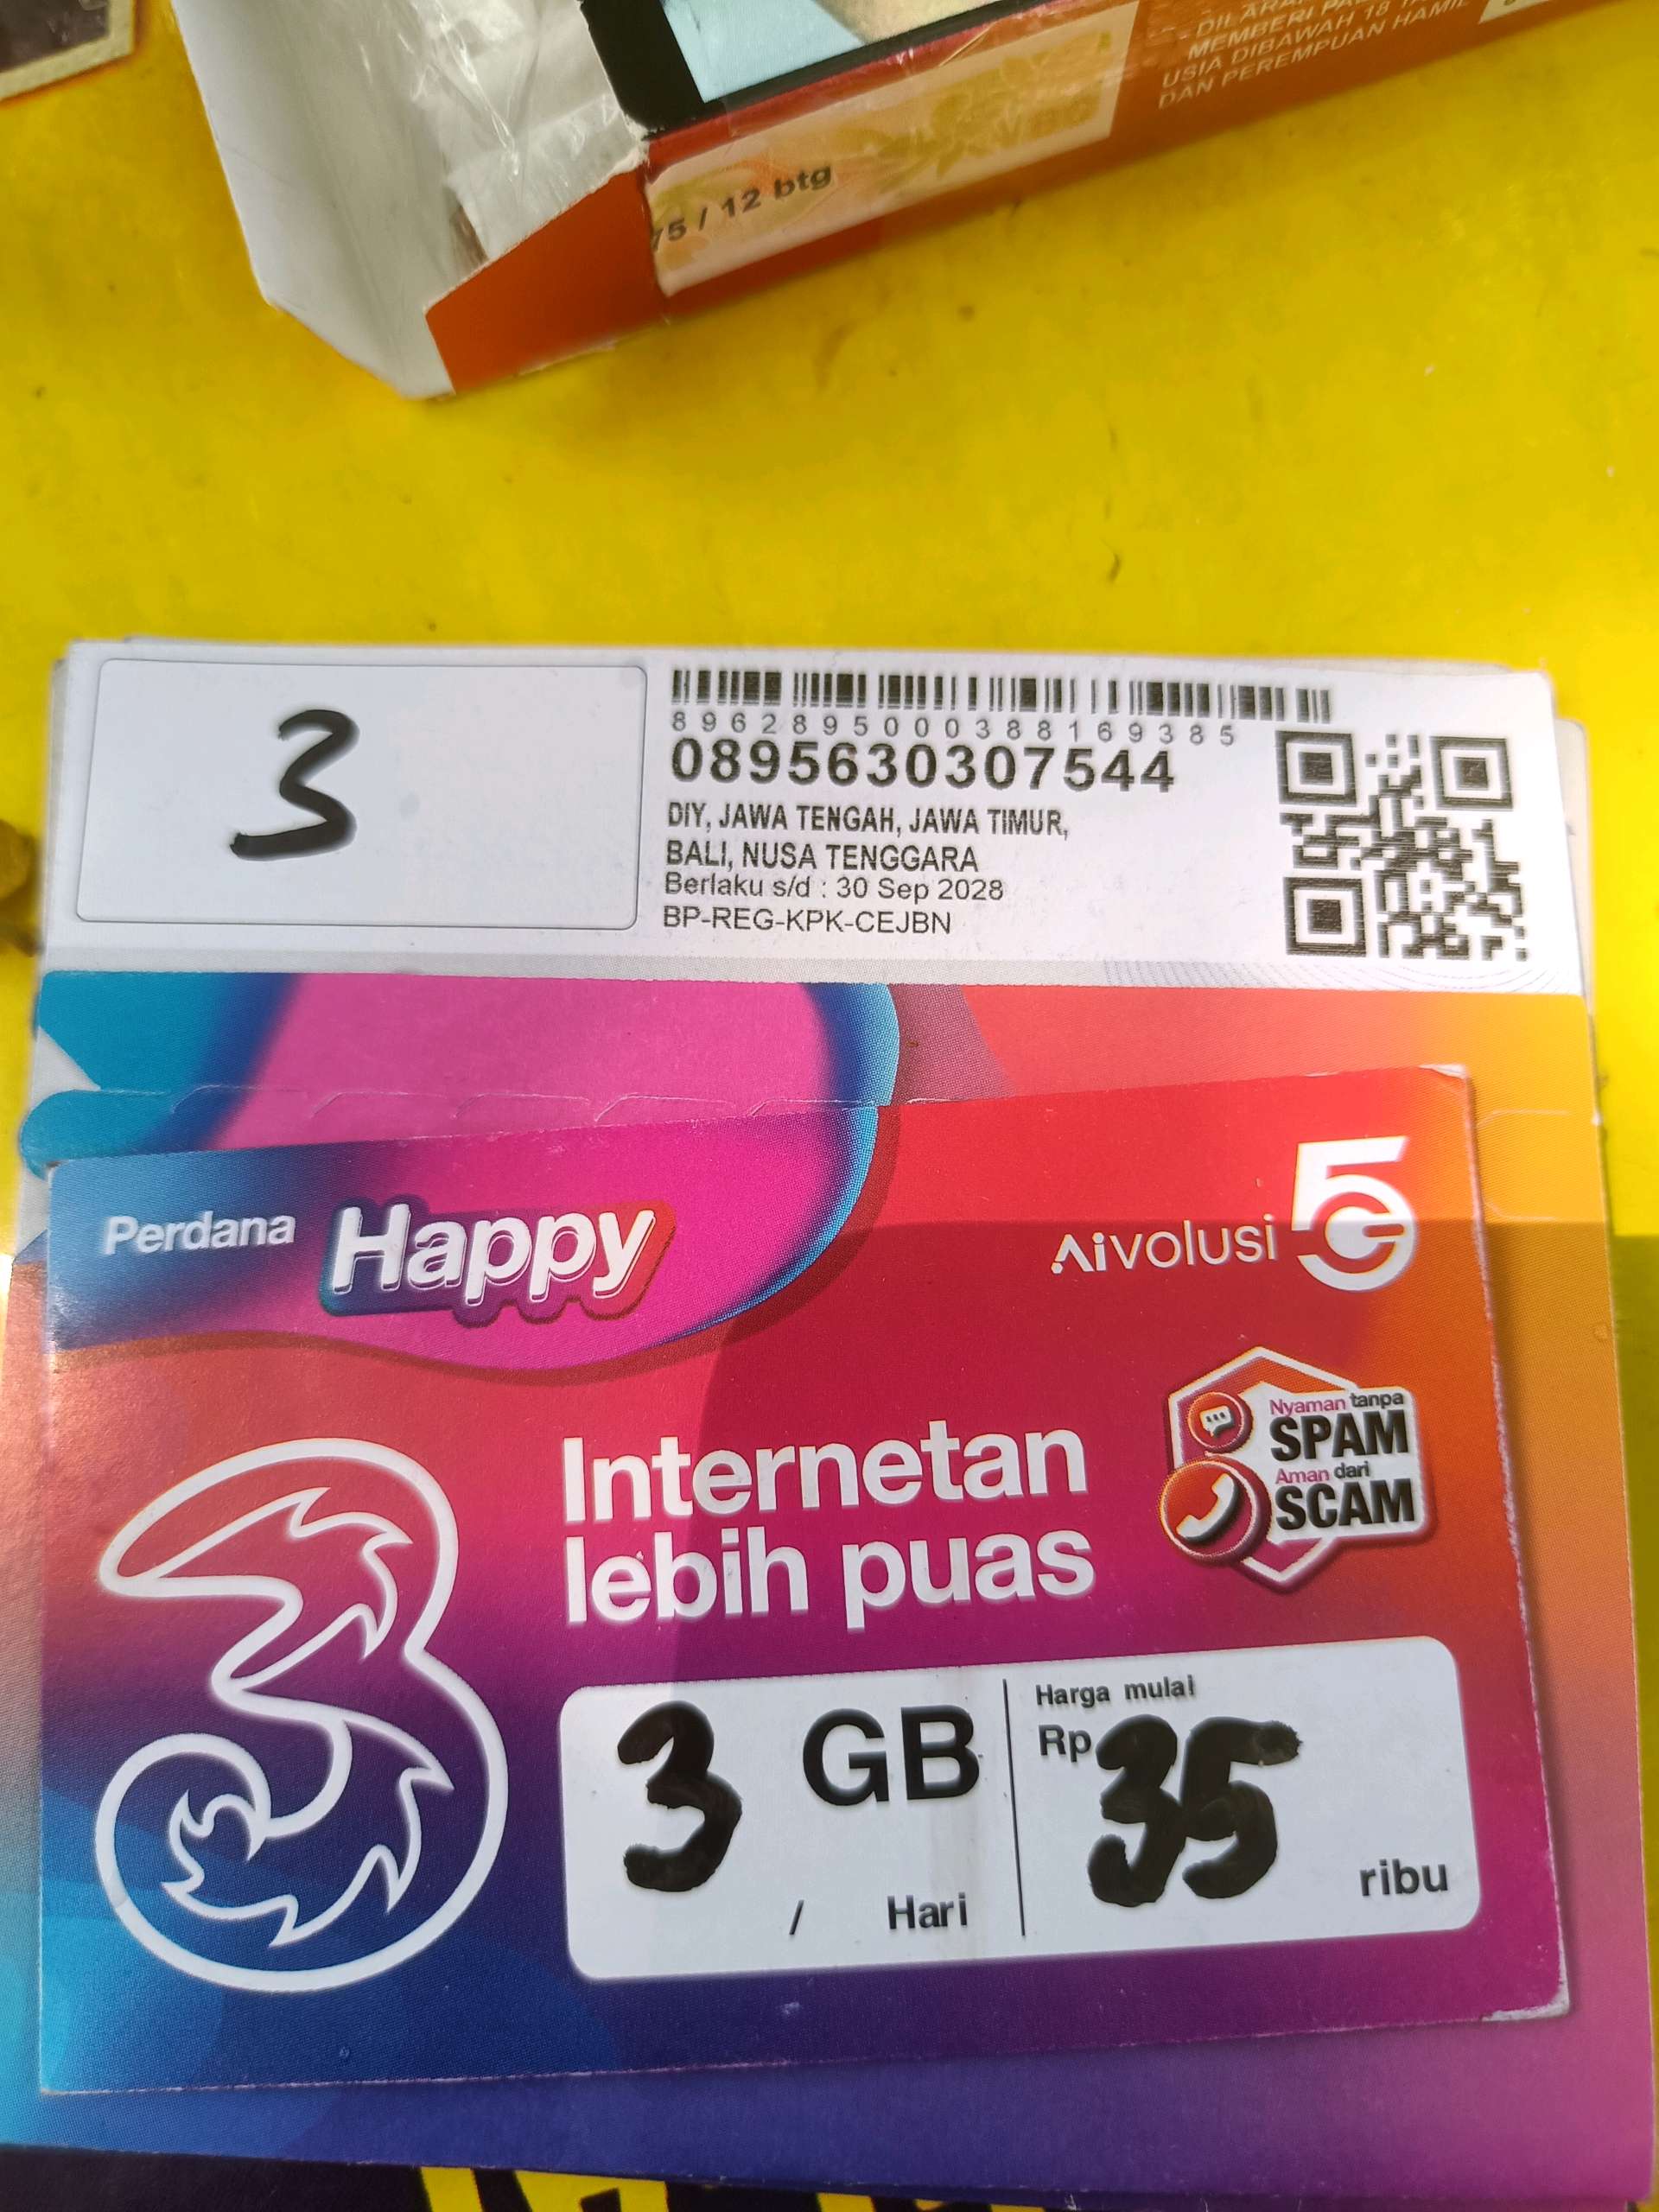 MEMBERI
USIA DIBAWAH 18
DAN PEREMPUAN HAMIL
75 / 12 btg
3
8962895000388169385
0895630307544
DIY, JAWA TENGAH, JAWA TIMUR,
BALI, NUSA TENGGARA
Berlaku s/d : 30 Sep 2028
BP-REG-KPK-CEJBN
Perdana Happy
Aivolusi 5G
Nyaman tanpa
SPAM
Aman dari
SCAM
Internetan
lebih puas
3 GB
/ Hari
Harga mulai
Rp 35 ribu